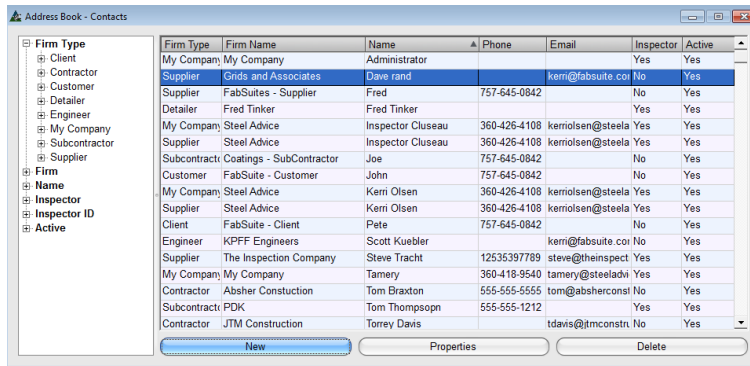 Address Book - Contacts
Firm Type
Client
Contractor
Customer
Detailer
Engineer
My Company
Subcontractor
Supplier
Firm
Name
Inspector
Inspector ID
Active
Firm Type Firm Name Name Phone Email Inspector Active
My Company My Company Administrator Yes Yes
Supplier Grids and Associates Dave rand kerri@fabsuite.cor No Yes
Supplier FabSuites - Supplier Fred 757-645-0842 No Yes
Detailer Fred Tinker Fred Tinker Yes Yes
My Company Steel Advice Inspector Cluseau 360-426-4108 kerriolsen@steela Yes Yes
Supplier Steel Advice Inspector Cluseau 360-426-4108 kerriolsen@steela Yes Yes
Subcontracto Coatings - SubContractor Joe 757-645-0842 No Yes
Customer FabSuite - Customer John 757-645-0842 No Yes
My Company Steel Advice Kerri Olsen 360-426-4108 kerriolsen@steela Yes Yes
Supplier Steel Advice Kerri Olsen 360-426-4108 kerriolsen@steela Yes Yes
Client FabSuite - Client Pete 757-645-0842 No Yes
Engineer KPFF Engineers Scott Kuebler kerri@fabsuite.cor No Yes
Supplier The Inspection Company Steve Tracht 12535397789 steve@theinspect Yes Yes
My Company My Company Tamery 360-418-9540 tamery@steeladvi Yes Yes
Contractor Absher Constuction Tom Braxton 555-555-5555 tom@absherconst No Yes
Subcontracto PDK Tom Thompsopn 555-555-1212 Yes Yes
Contractor JTM Construction Torrey Davis tdavis@jtmconstru No Yes
New Properties Delete